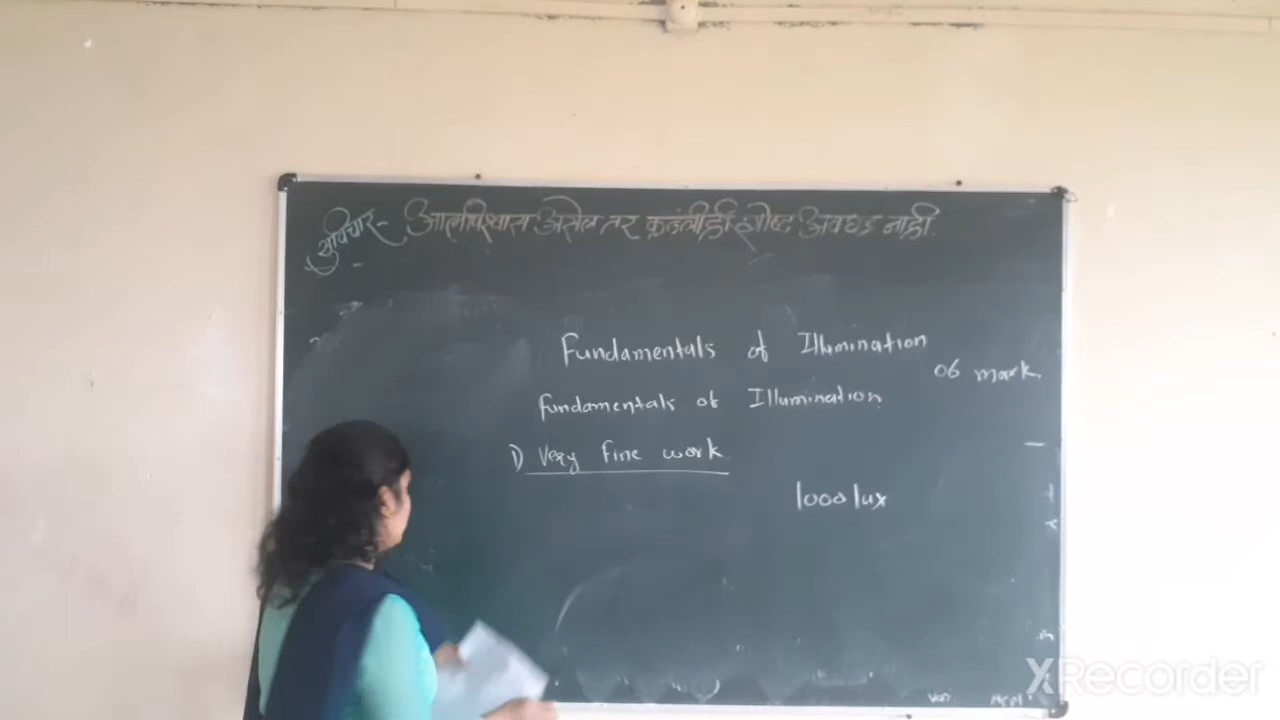 सुविचार- आत्मविश्वास असेल तर कठंतीही गोष्ट अवघड नाही.
Fundamentals of Illumination
06 mark.
fundamentals of Illumination.
1) Very fine work
1000 lux
XRecorder